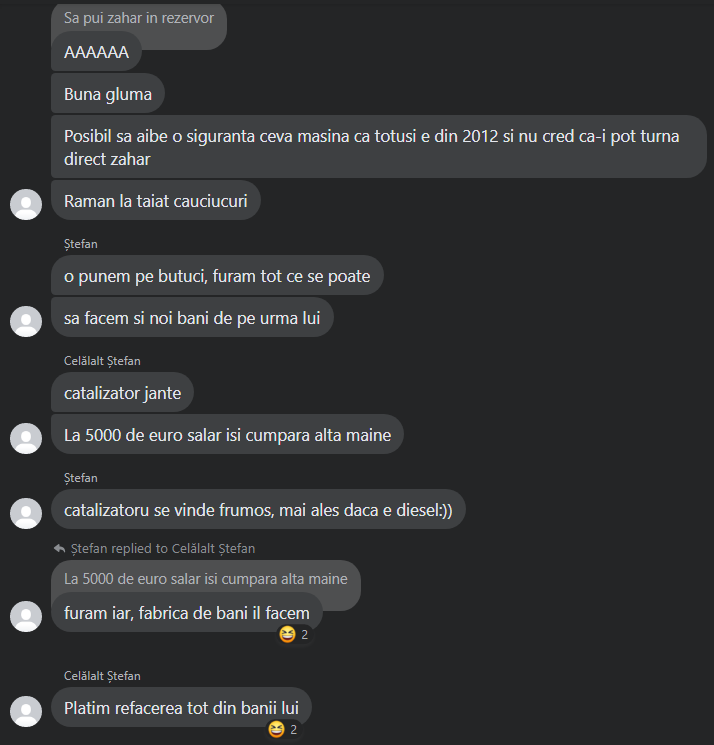 Sa pui zahar in rezervor
AAAAAA
Buna gluma
Posibil sa aibe o siguranta ceva masina ca totusi e din 2012 si nu cred ca-i pot turna
direct zahar
Raman la taiat cauciucuri
Ștefan
o punem pe butuci, furam tot ce se poate
sa facem si noi bani de pe urma lui
Celălalt Ștefan
catalizator jante
La 5000 de euro salar isi cumpara alta maine
Ștefan
catalizatoru se vinde frumos, mai ales daca e diesel:))
Ștefan replied to Celălalt Ștefan
La 5000 de euro salar isi cumpara alta maine
furam iar, fabrica de bani il facem
2
Celălalt Ștefan
Platim refacerea tot din banii lui
2